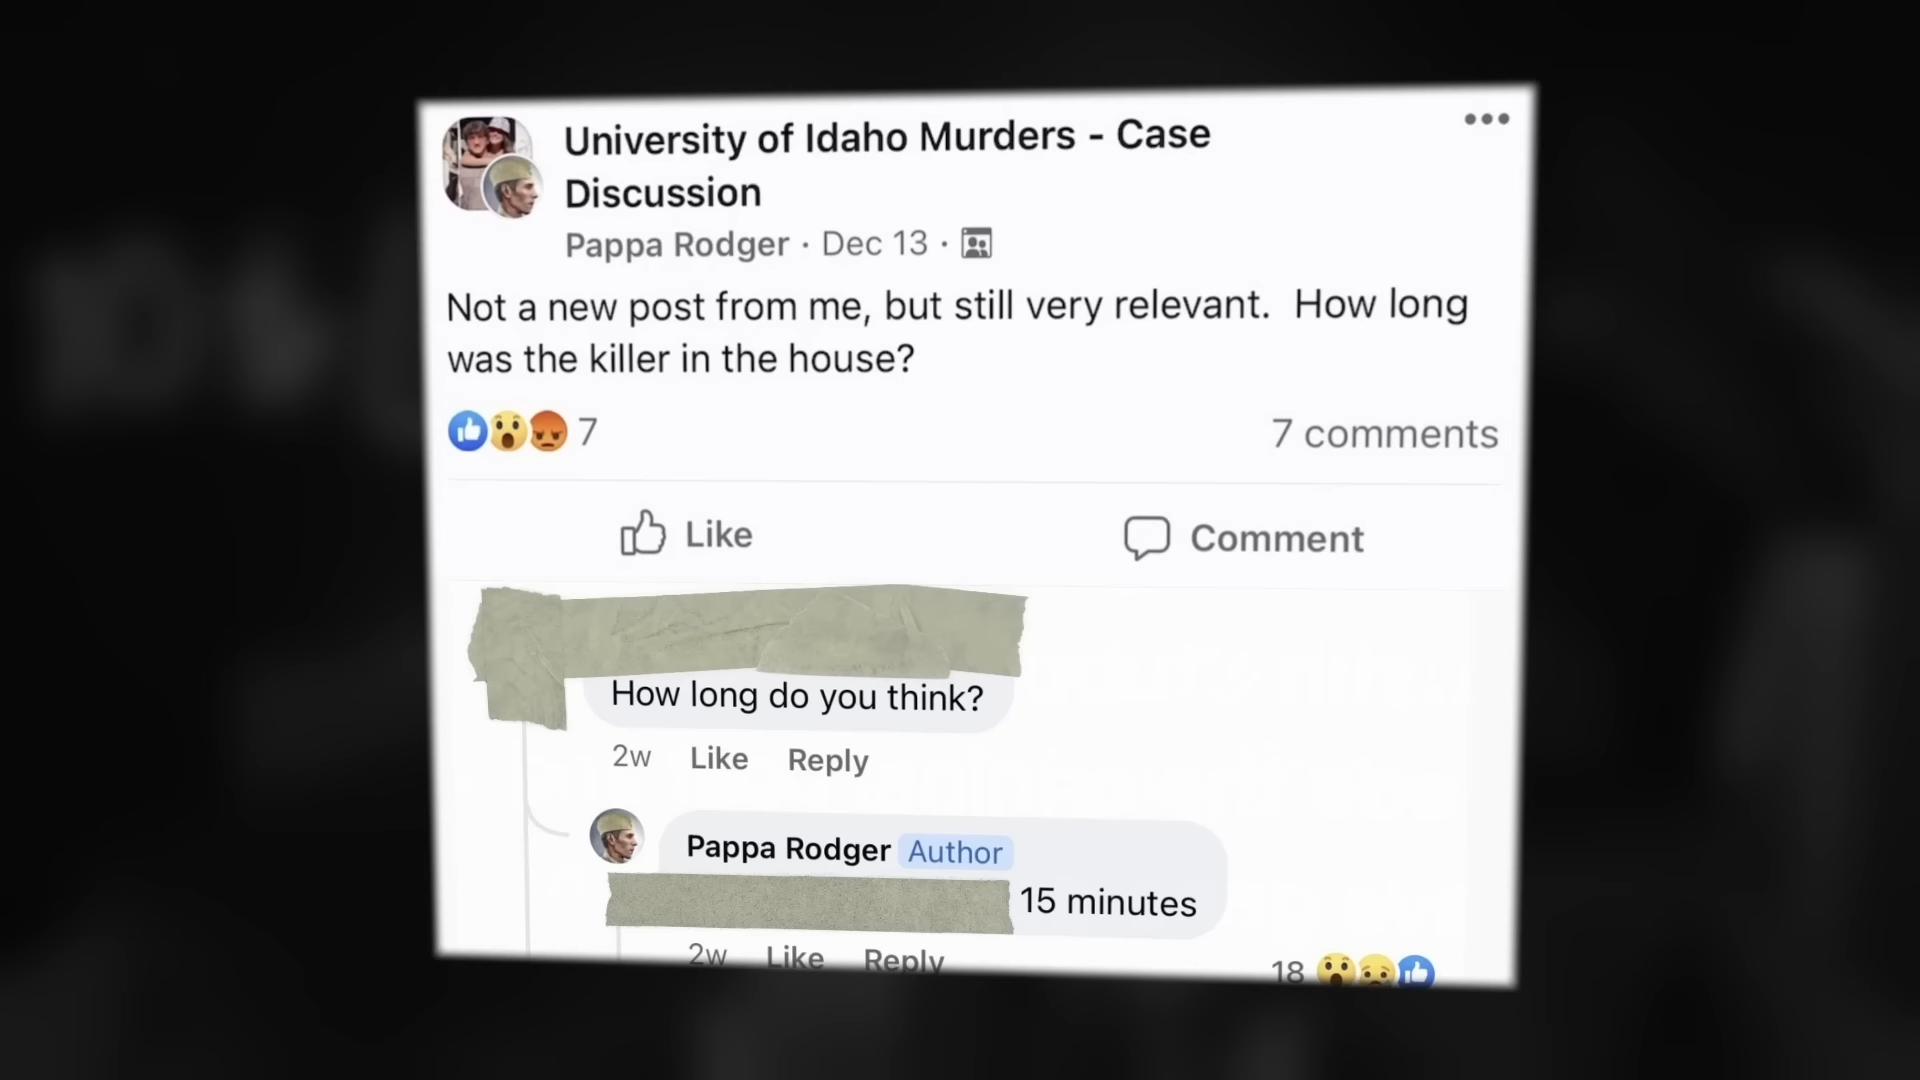 University of Idaho Murders - Case
Discussion
Pappa Rodger · Dec 13 ·
Not a new post from me, but still very relevant. How long
was the killer in the house?
7
7 comments
Like
Comment
How long do you think?
2w Like Reply
Pappa Rodger Author
15 minutes
2w Like Reply
18